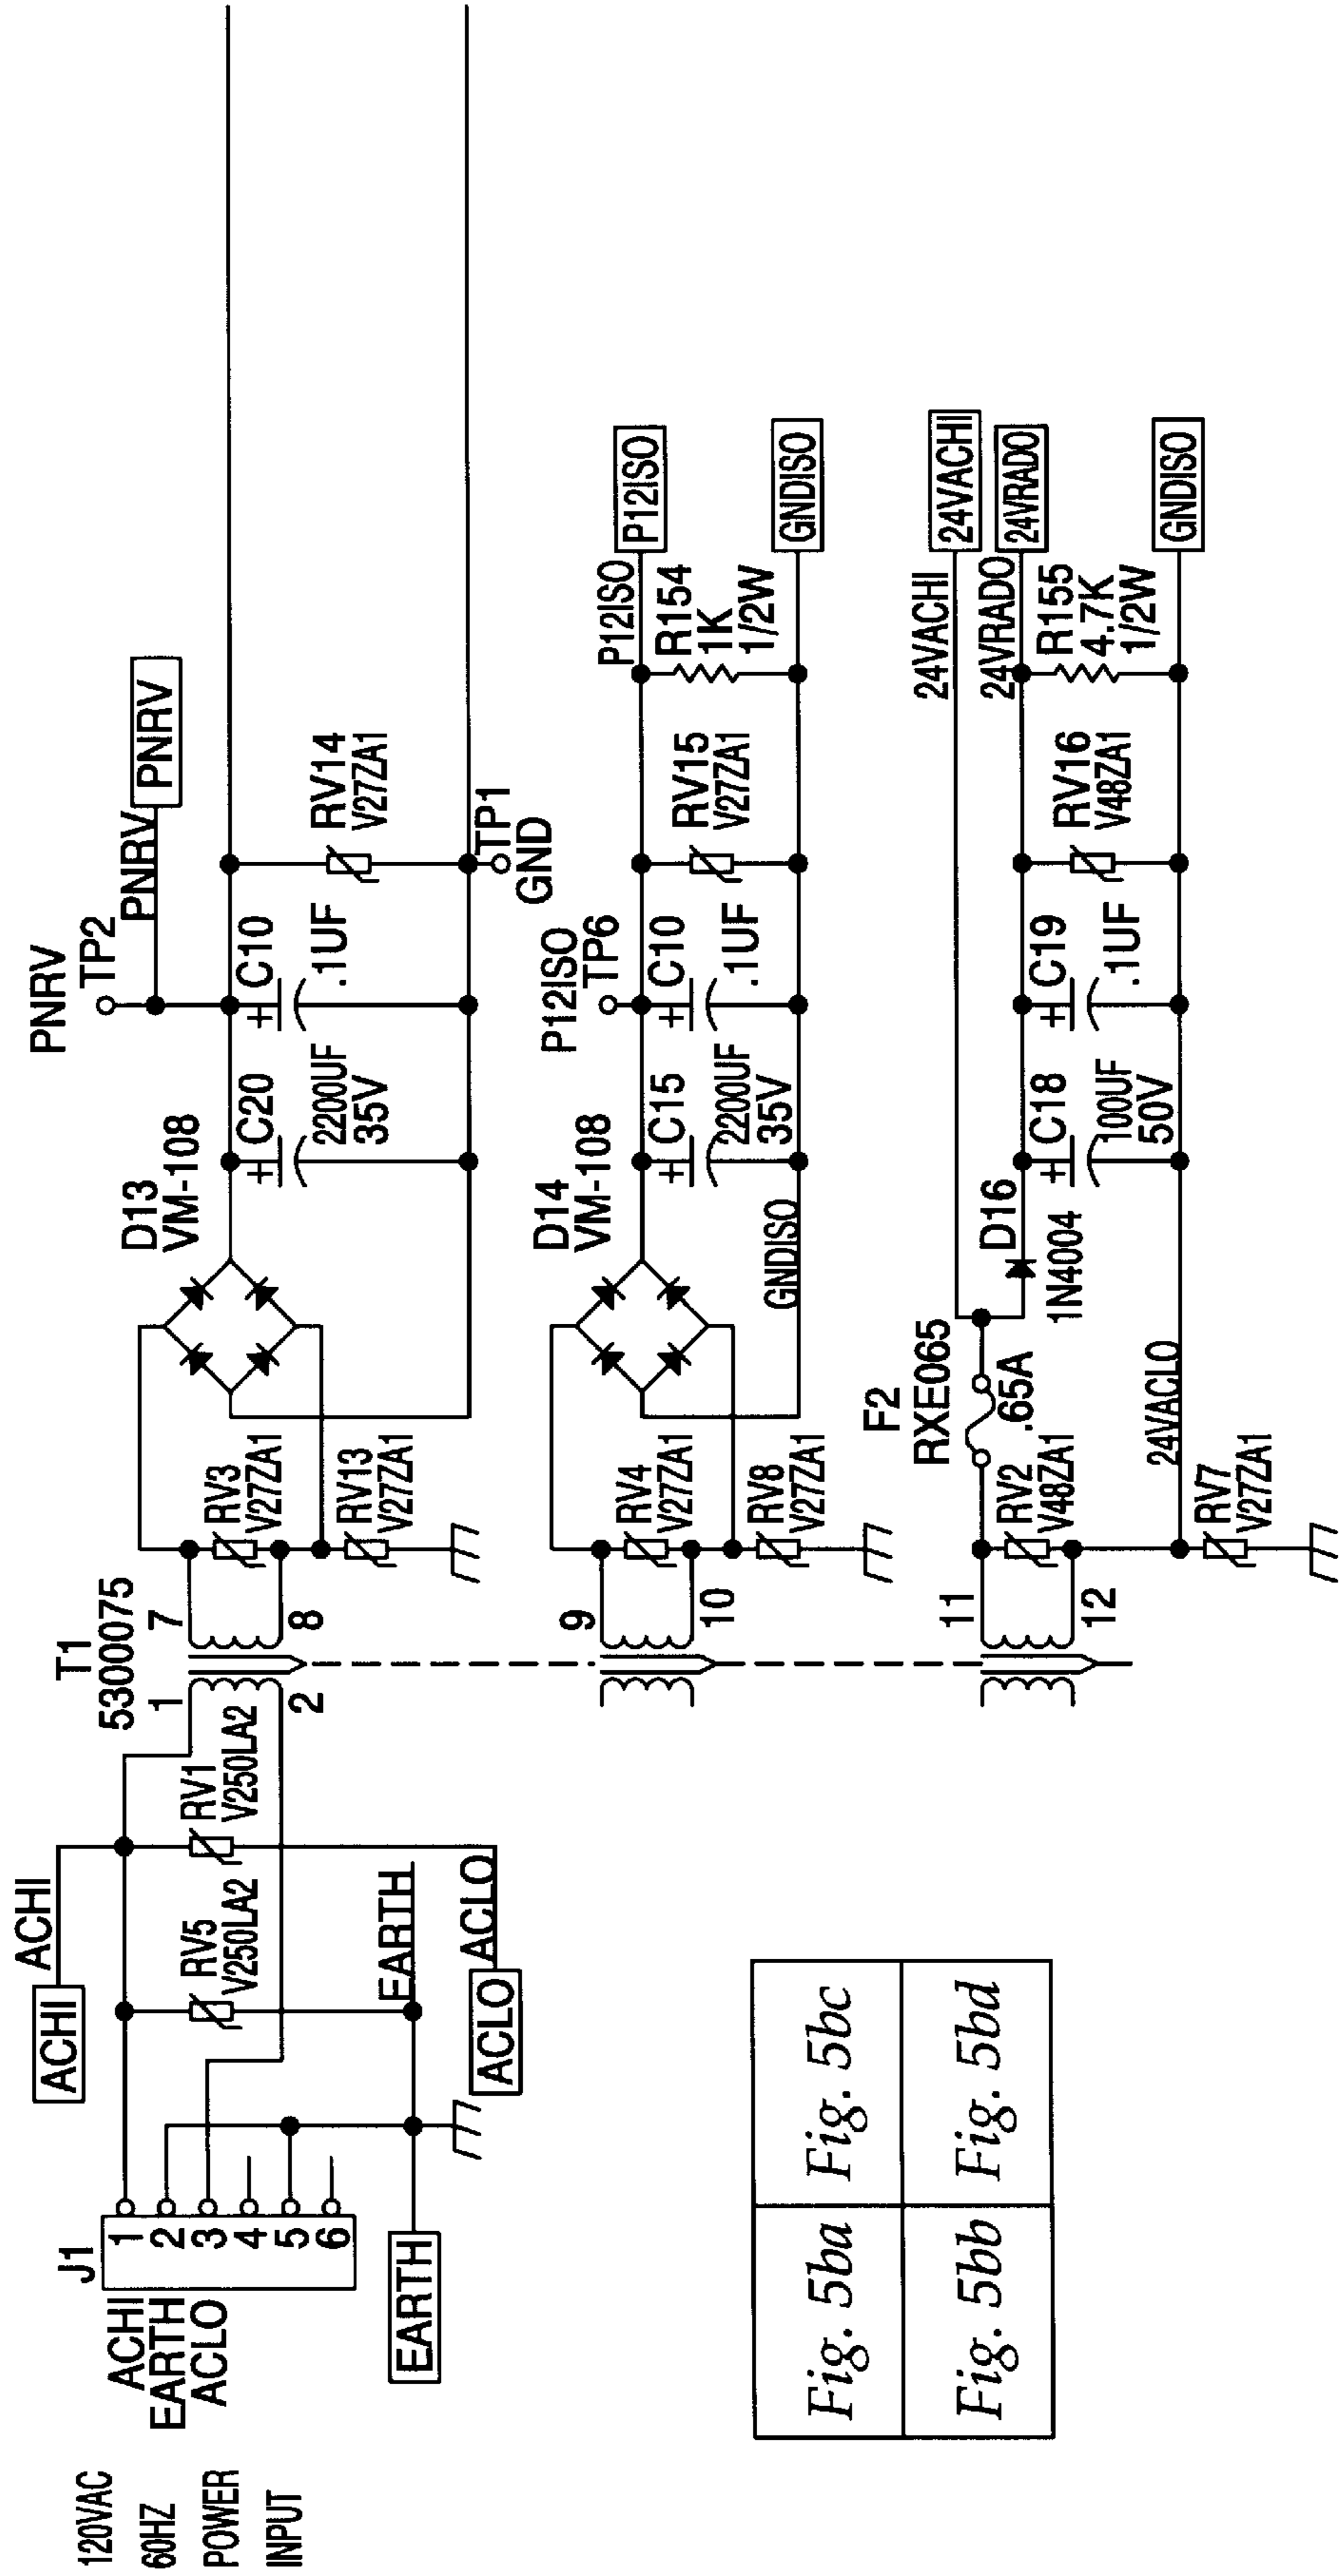 120VAC
60HZ
POWER
INPUT
ACHI
EARTH
ACLO
J1
1
2
3
4
5
6
EARTH
ACHI
ACHI
RV5
V250LA2
RV1
V250LA2
EARTH
ACLO
ACLO
T1
5300075
1
2
7
8
RV3
V27ZA1
RV13
V27ZA1
D13
VM-108
C20
2200UF
35V
PNRV
TP2
PNRV
PNRV
C10
.1UF
RV14
V27ZA1
TP1
GND
9
10
RV4
V27ZA1
RV8
V27ZA1
D14
VM-108
GNDISO
C15
2200UF
35V
P12ISO
TP6
C10
.1UF
RV15
V27ZA1
P12ISO
R154
1K
1/2W
P12ISO
GNDISO
11
12
F2
RXE065
.65A
RV2
V48ZA1
24VACLO
RV7
V27ZA1
D16
1N4004
C18
100UF
50V
C19
.1UF
RV16
V48ZA1
24VACHI
24VRADO
R155
4.7K
1/2W
24VACHI
24VRADO
GNDISO
Fig. 5ba Fig. 5bc
Fig. 5bb Fig. 5bd